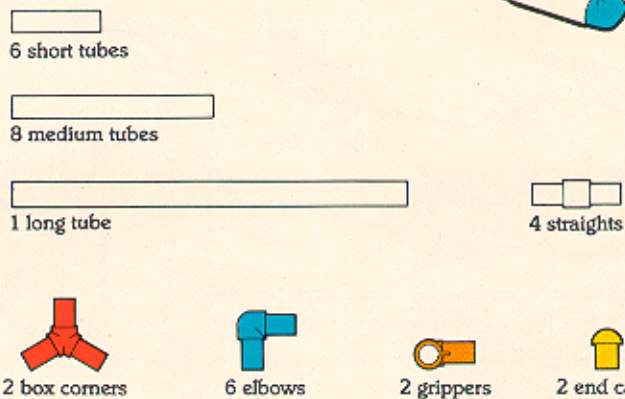 6 short tubes
8 medium tubes
1 long tube
4 straights
2 box corners
6 elbows
2 grippers
2 end